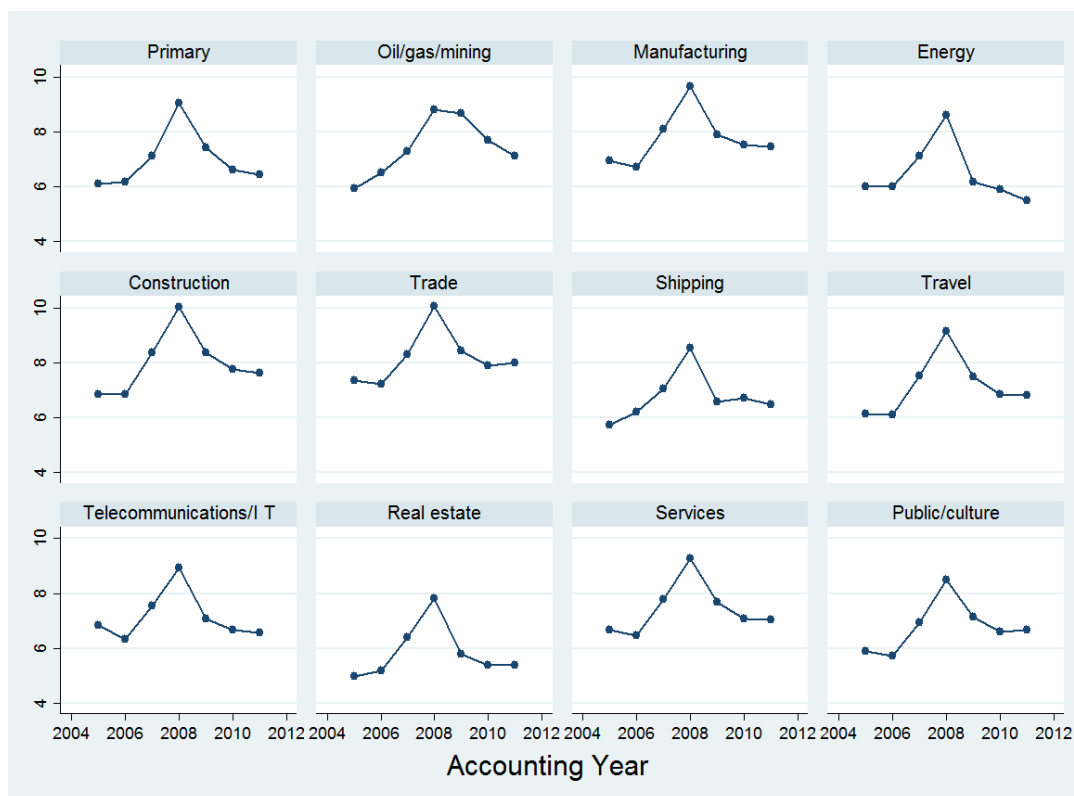 Primary Oil/gas/mining Manufacturing Energy
10
8
6
4
Construction Trade Shipping Travel
10
8
6
4
Telecommunications/I T Real estate Services Public/culture
10
8
6
4
2004 2006 2008 2010 2012 2004 2006 2008 2010 2012 2004 2006 2008 2010 2012 2004 2006 2008 2010 2012
Accounting Year